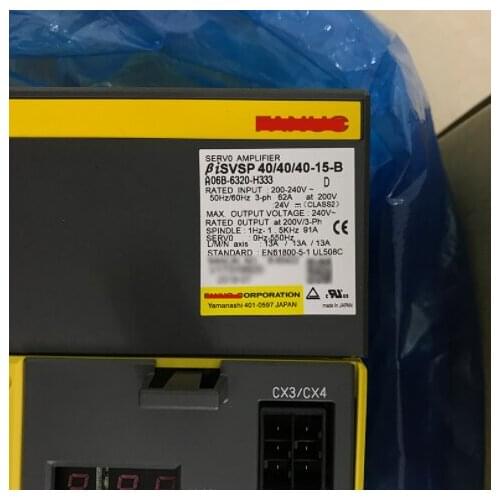 FANUC
SERVO AMPLIFIER
βiSVSP 40/40/40-15-B
A06B-6320-H333 D
RATED INPUT : 200-240V~
50Hz/60Hz 3-ph 62A at 200V
24V ⎓ (CLASS2)
MAX. OUTPUT VOLTAGE : 240V~
RATED OUTPUT at 200V/3-Ph
SPINDLE : 1Hz- 1.5KHz 91A
SERVO : 0Hz-550Hz
L/M/N axis : 13A / 13A / 13A
STANDARD : EN61800-5-1 UL508C
CE
FANUC CORPORATION
Yamanashi 401-0597 JAPAN
made in JAPAN
CX3/CX4